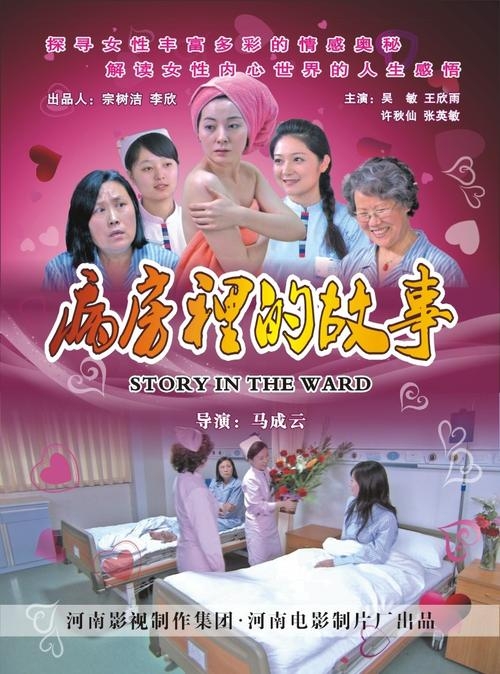 探寻女性丰富多彩的情感奥秘
解读女性内心世界的人生感悟
出品人：宗树洁 李欣
主演：吴 敏 王欣雨
许秋仙 张英敏
病房裡的故事
STORY IN THE WARD
导演：马成云
河南影视制作集团·河南电影制片厂出品